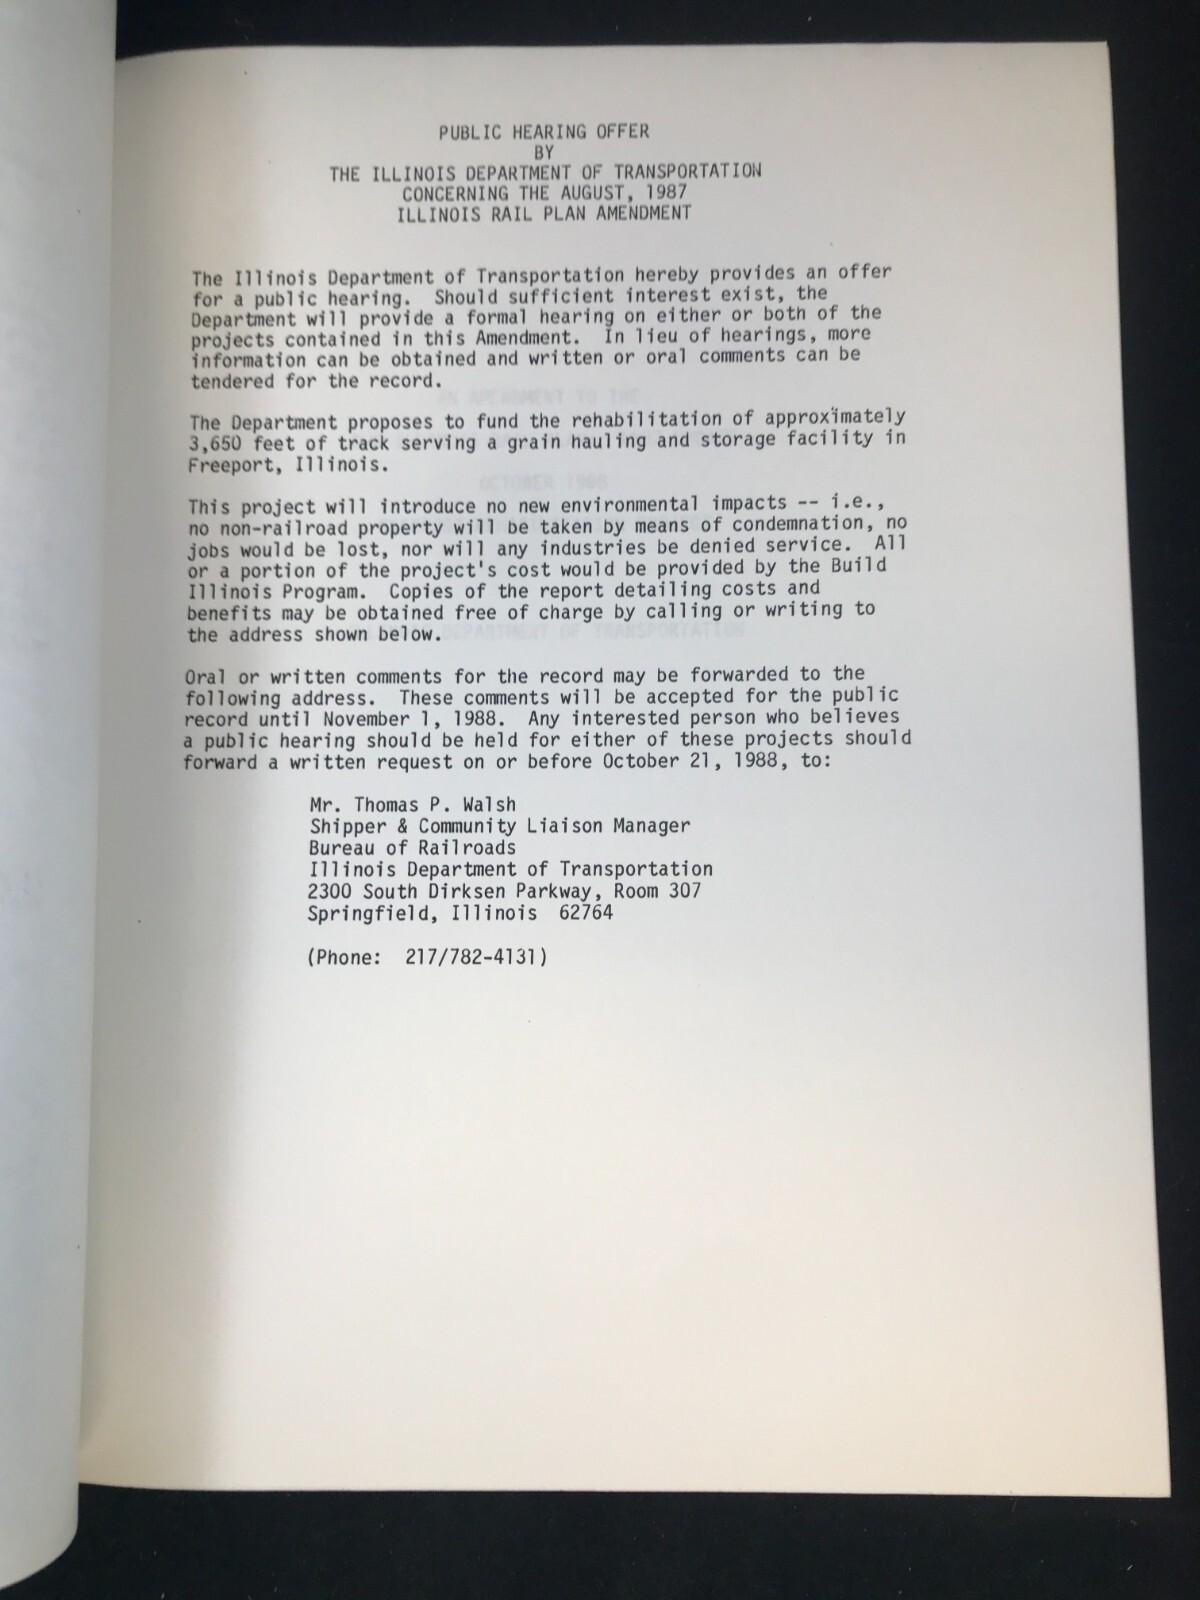 PUBLIC HEARING OFFER
BY
THE ILLINOIS DEPARTMENT OF TRANSPORTATION
CONCERNING THE AUGUST, 1987
ILLINOIS RAIL PLAN AMENDMENT
The Illinois Department of Transportation hereby provides an offer
for a public hearing.  Should sufficient interest exist, the
Department will provide a formal hearing on either or both of the
projects contained in this Amendment.  In lieu of hearings, more
information can be obtained and written or oral comments can be
tendered for the record.
AN AMENDMENT TO THE
The Department proposes to fund the rehabilitation of approximately
3,650 feet of track serving a grain hauling and storage facility in
Freeport, Illinois.
OCTOBER 1988
This project will introduce no new environmental impacts -- i.e.,
no non-railroad property will be taken by means of condemnation, no
jobs would be lost, nor will any industries be denied service.  All
or a portion of the project's cost would be provided by the Build
Illinois Program.  Copies of the report detailing costs and
benefits may be obtained free of charge by calling or writing to
the address shown below.
DEPARTMENT OF TRANSPORTATION
Oral or written comments for the record may be forwarded to the
following address.  These comments will be accepted for the public
record until November 1, 1988.  Any interested person who believes
a public hearing should be held for either of these projects should
forward a written request on or before October 21, 1988, to:
Mr. Thomas P. Walsh
Shipper & Community Liaison Manager
Bureau of Railroads
Illinois Department of Transportation
2300 South Dirksen Parkway, Room 307
Springfield, Illinois  62764
(Phone:  217/782-4131)